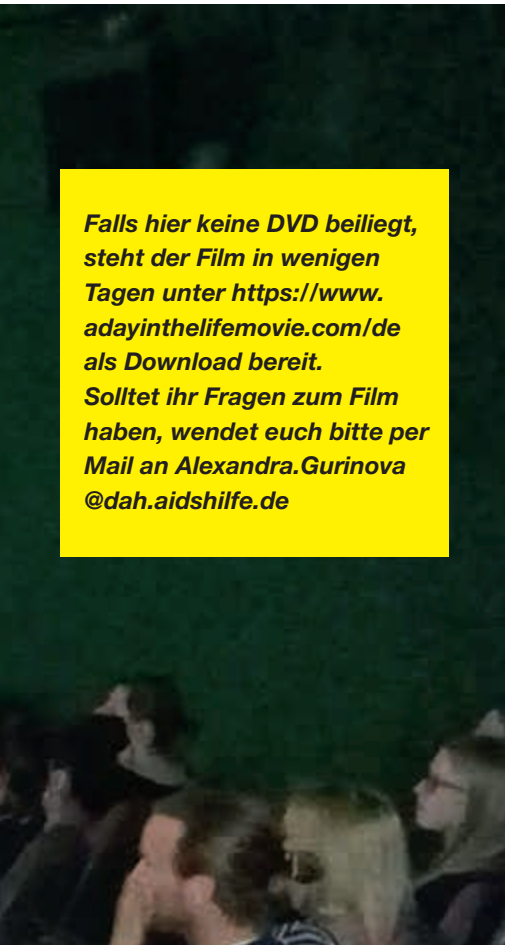 Falls hier keine DVD beiliegt,
steht der Film in wenigen
Tagen unter https://www.
adayinthelifemovie.com/de
als Download bereit.
Solltet ihr Fragen zum Film
haben, wendet euch bitte per
Mail an Alexandra.Gurinova
@dah.aidshilfe.de